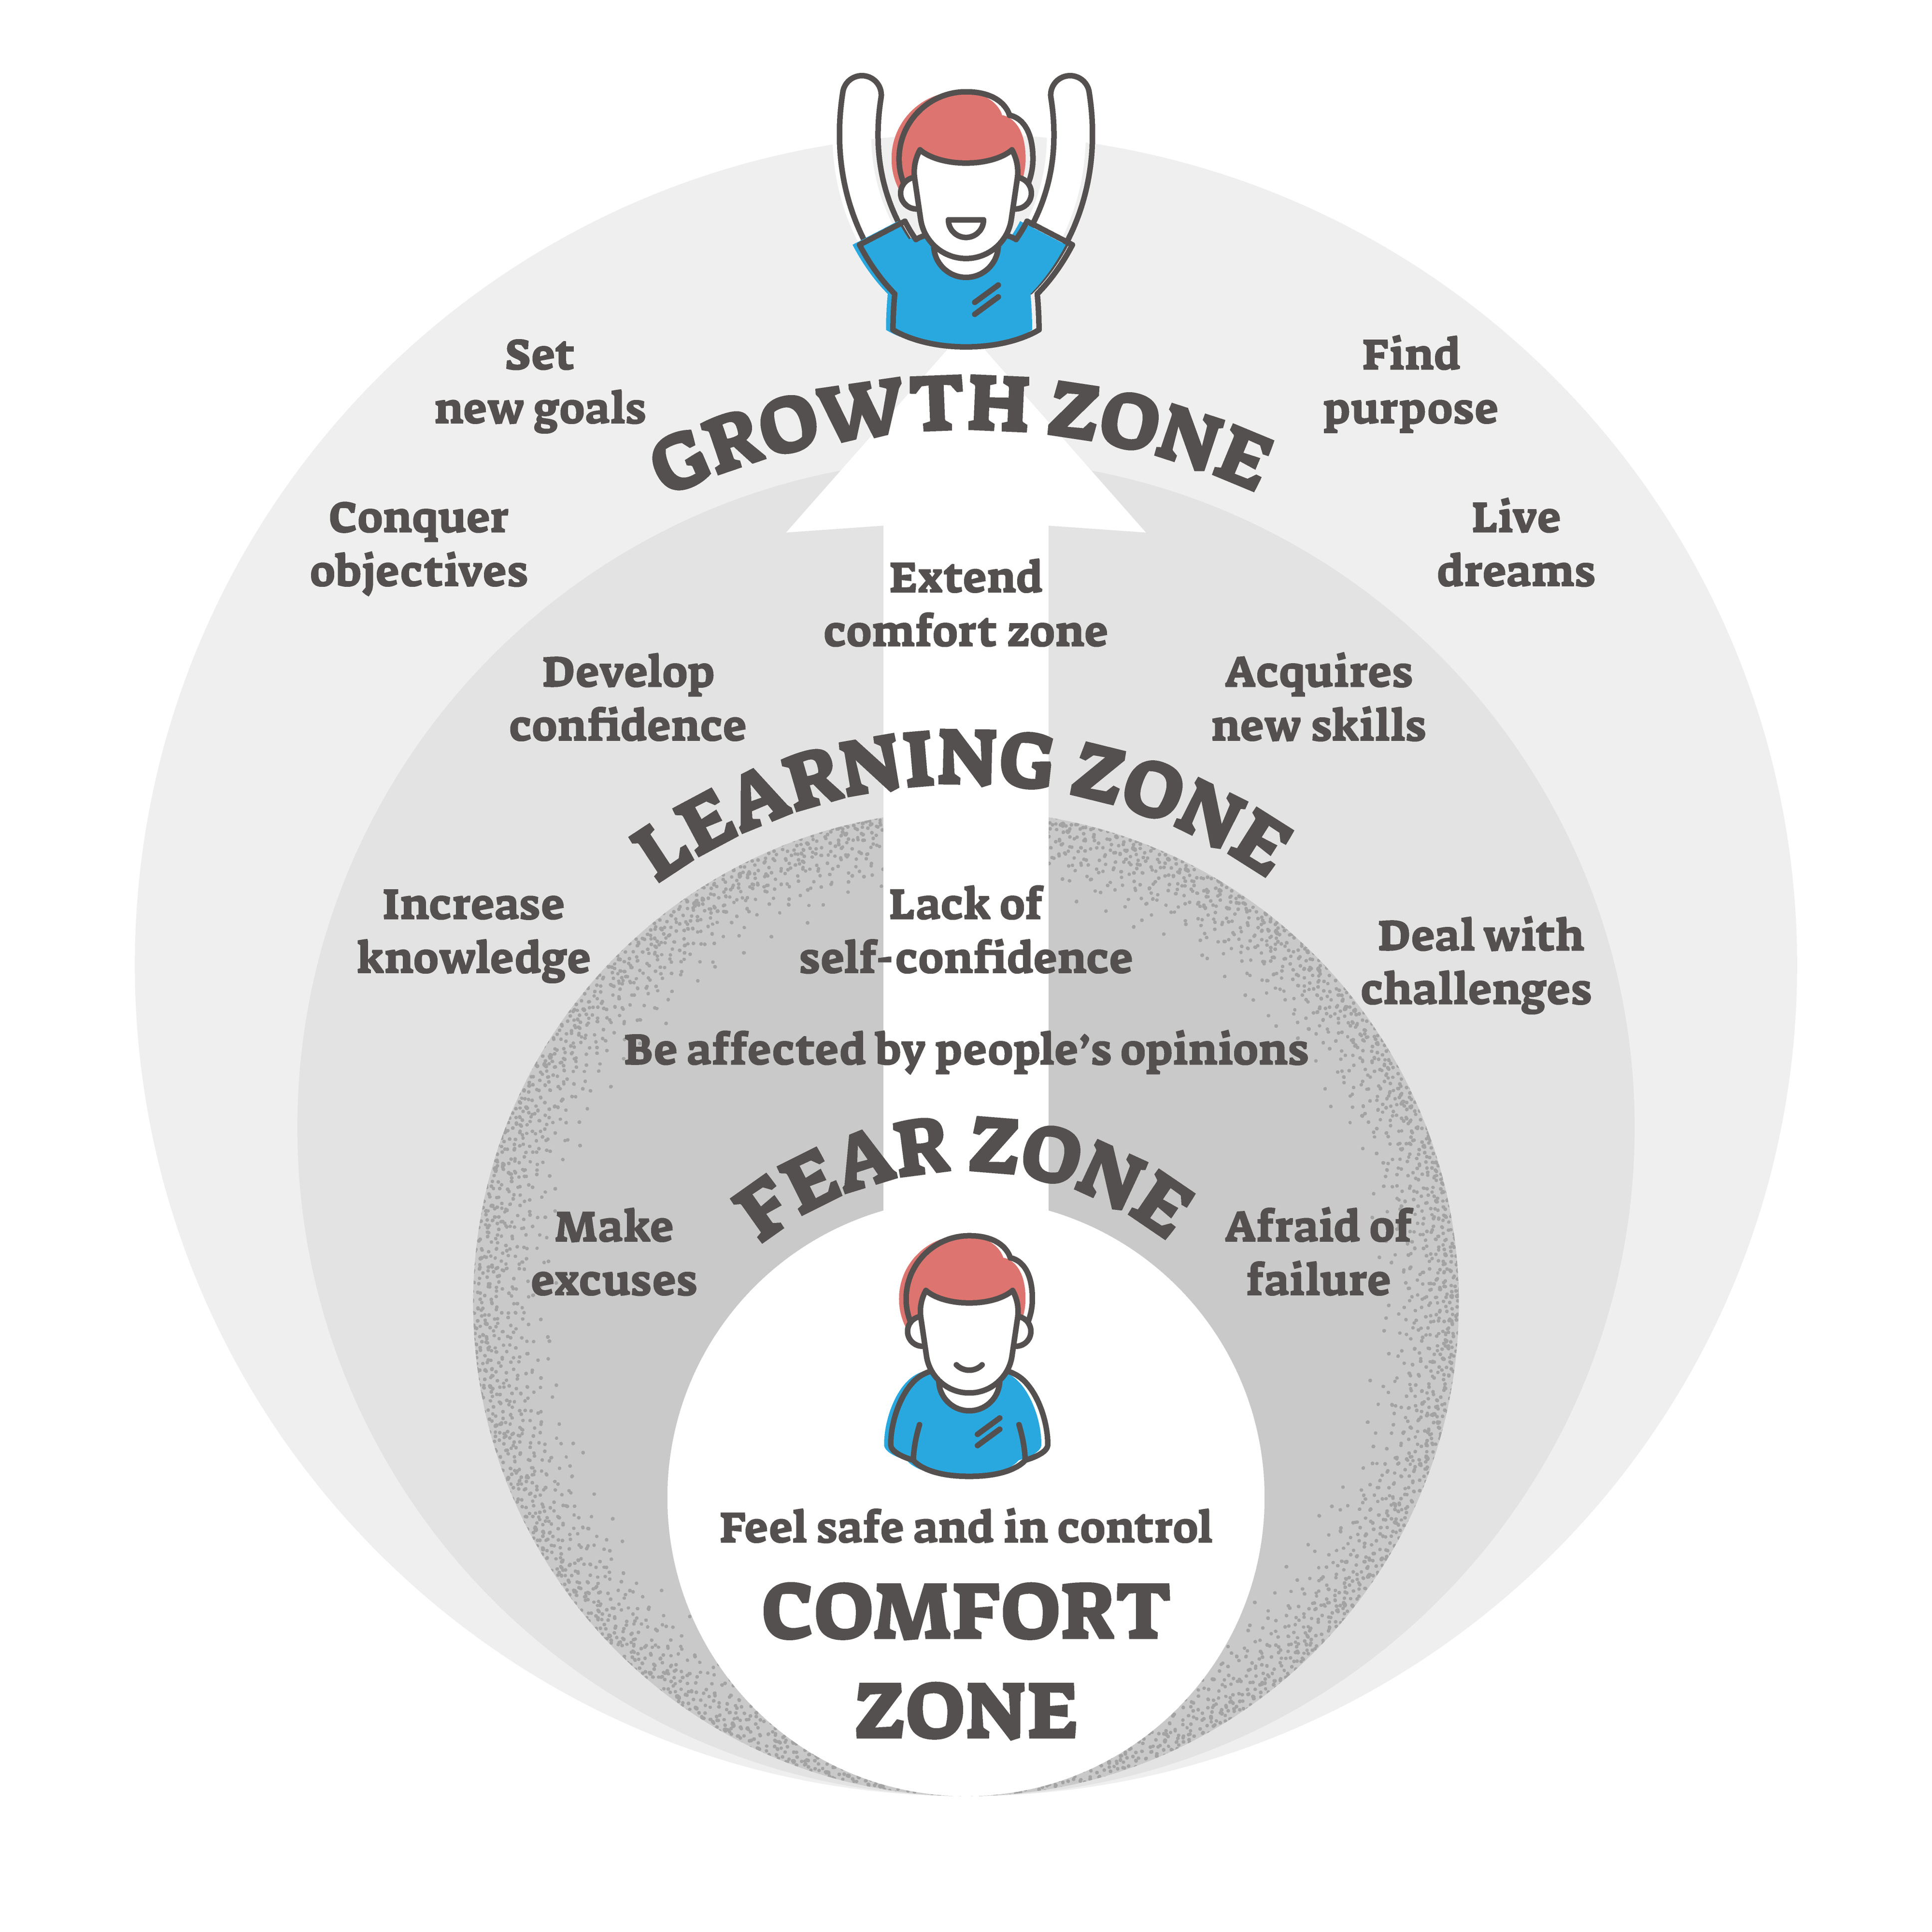 Set
new goals
Find
purpose
GROWTH ZONE
Conquer
objectives
Live
dreams
Extend
comfort zone
Develop
confidence
Acquires
new skills
LEARNING ZONE
Increase
knowledge
Lack of
self-confidence
Deal with
challenges
Be affected by people's opinions
FEAR ZONE
Make
excuses
Afraid of
failure
Feel safe and in control
COMFORT
ZONE